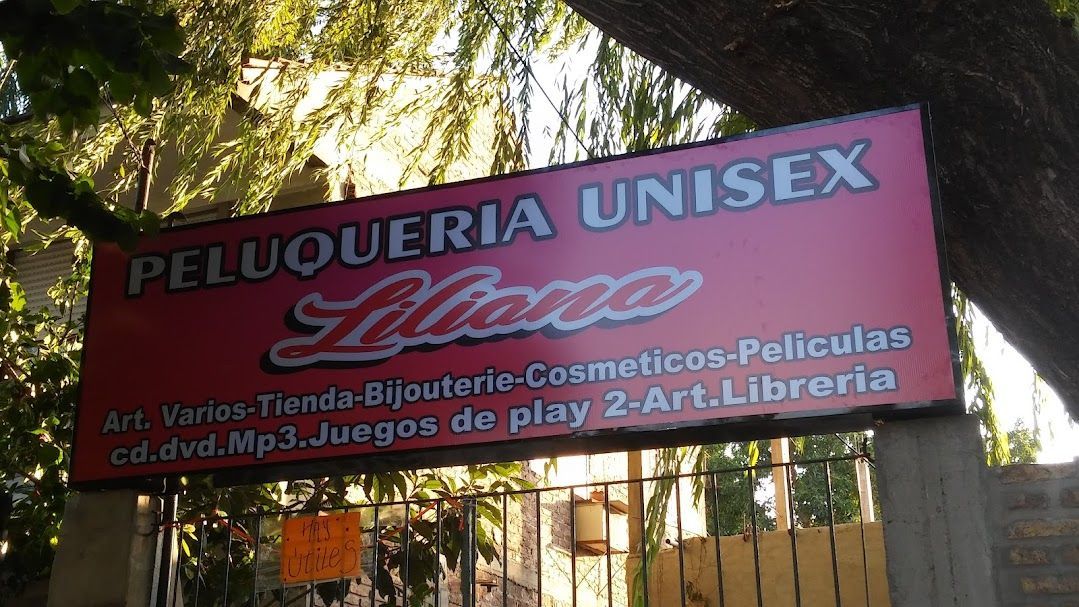 PELUQUERIA UNISEX
Liliana
Art. Varios-Tienda-Bijouterie-Cosmeticos-Peliculas
cd.dvd.Mp3.Juegos de play 2-Art.Libreria
HAY
UtileS